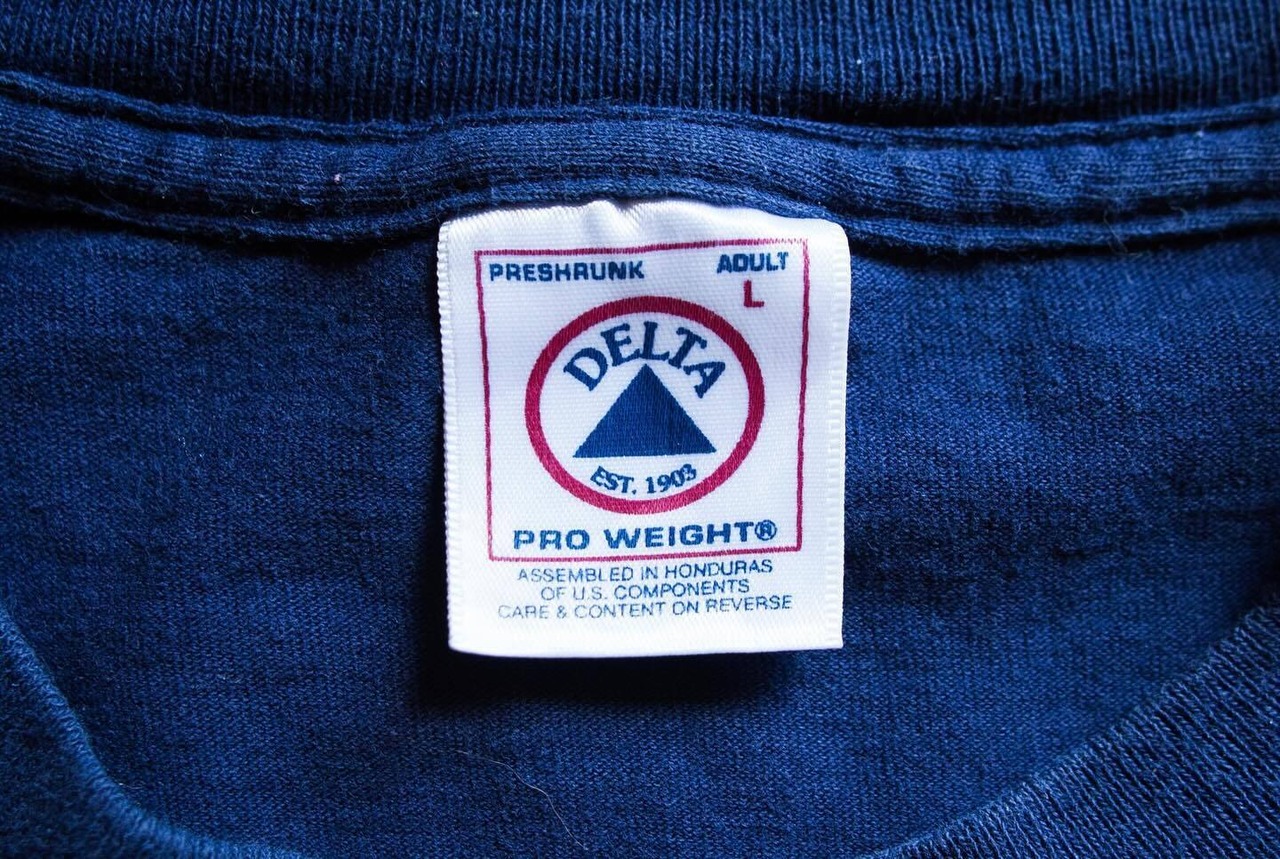 PRESHRUNK ADULT
L
DELTA
EST. 1903
PRO WEIGHT®
ASSEMBLED IN HONDURAS
OF U.S. COMPONENTS
CARE & CONTENT ON REVERSE